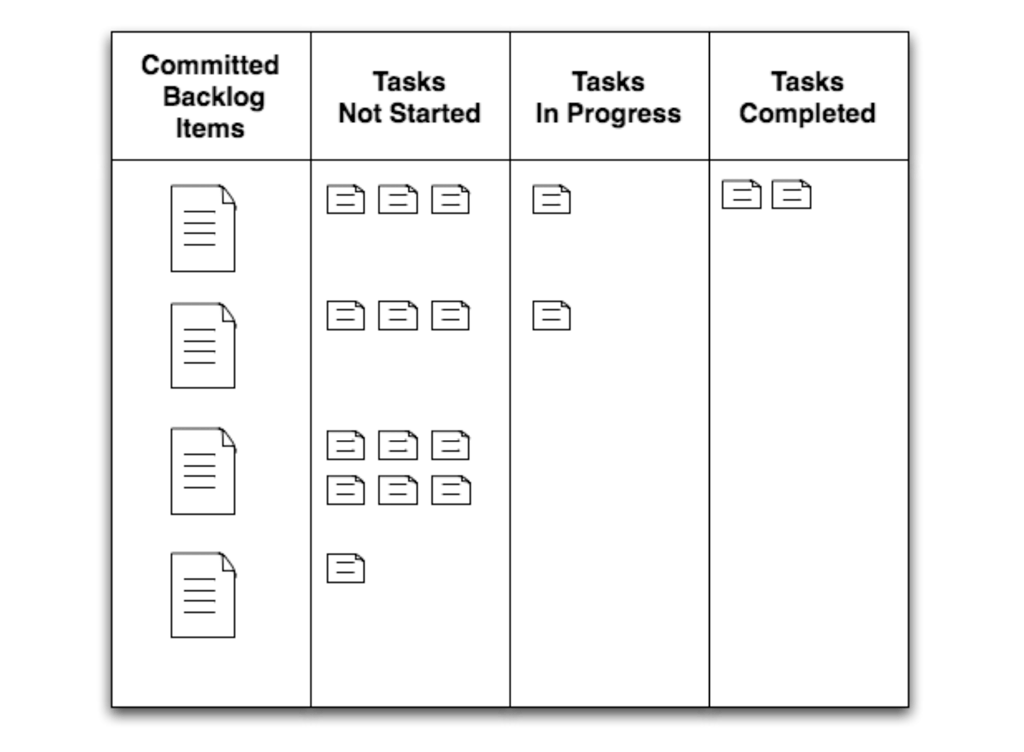 Committed
Backlog
Items
Tasks
Not Started
Tasks
In Progress
Tasks
Completed